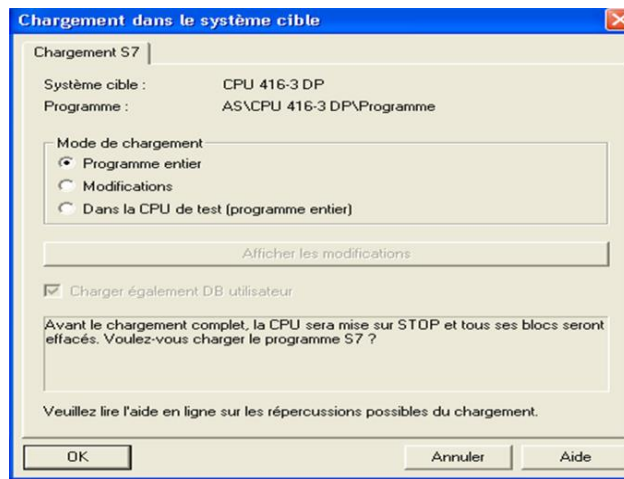 Chargement dans le système cible
Chargement S7
Système cible : CPU 416-3 DP
Programme : AS\CPU 416-3 DP\Programme
Mode de chargement
Programme entier
Modifications
Dans la CPU de test (programme entier)
Afficher les modifications
Charger également DB utilisateur
Avant le chargement complet, la CPU sera mise sur STOP et tous ses blocs seront
effacés. Voulez-vous charger le programme S7 ?
Veuillez lire l'aide en ligne sur les répercussions possibles du chargement.
OK Annuler Aide